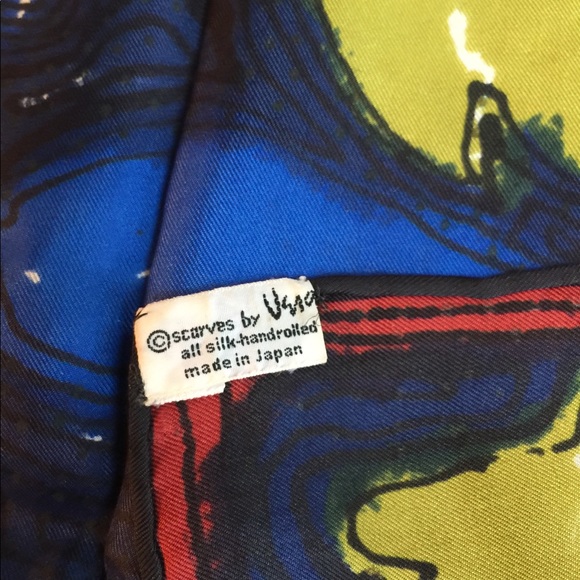 ©scarves by Vera
all silk-handrolled
made in Japan